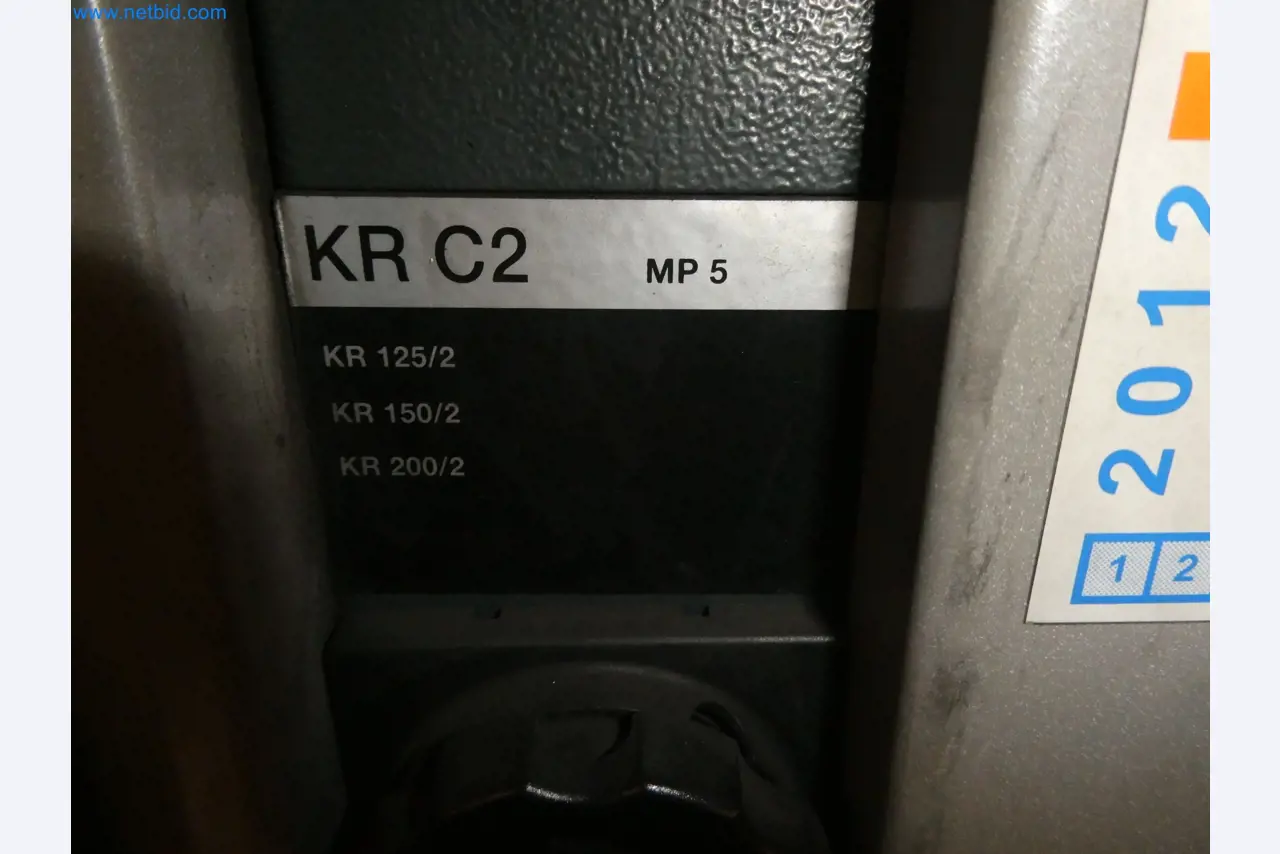 www.netbid.com
KR C2 MP 5
KR 125/2
KR 150/2
KR 200/2
2012
1 2